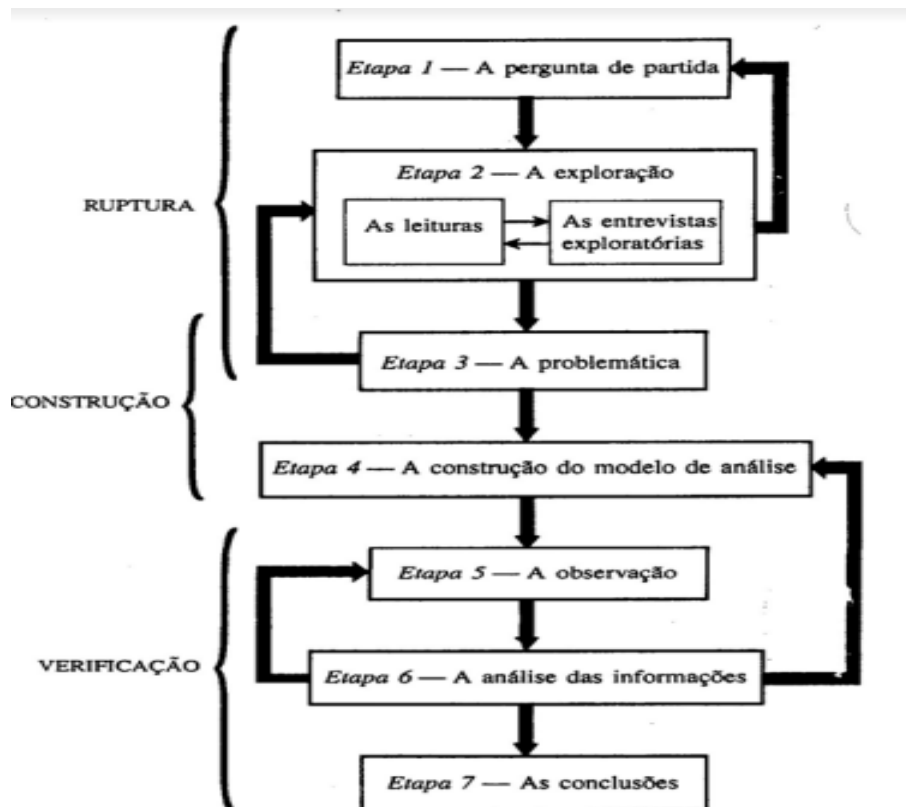 Etapa 1 — A pergunta de partida
Etapa 2 — A exploração
RUPTURA
As leituras
As entrevistas
exploratórias
Etapa 3 — A problemática
CONSTRUÇÃO
Etapa 4 — A construção do modelo de análise
Etapa 5 — A observação
VERIFICAÇÃO
Etapa 6 — A análise das informações
Etapa 7 — As conclusões